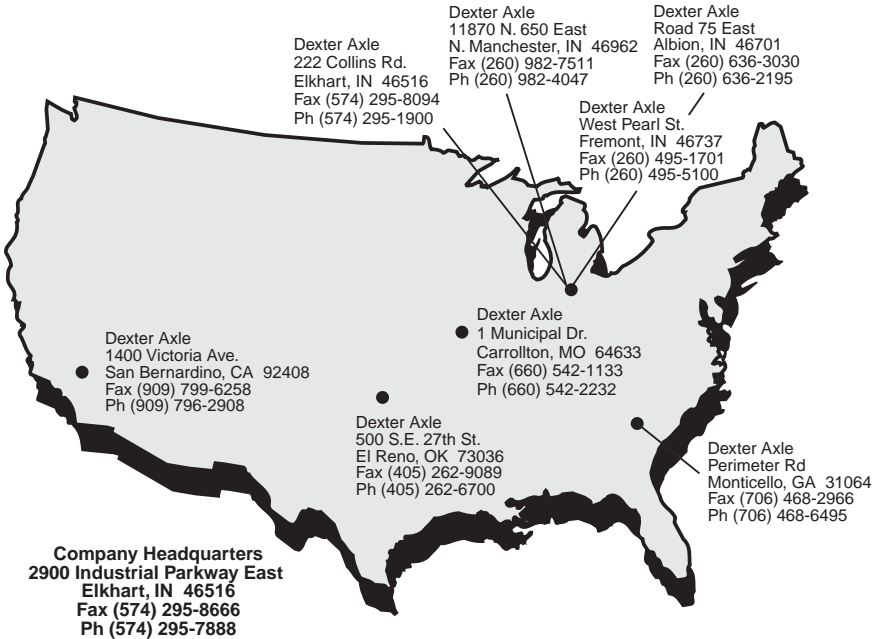 Dexter Axle
222 Collins Rd.
Elkhart, IN  46516
Fax (574) 295-8094
Ph (574) 295-1900
Dexter Axle
11870 N. 650 East
N. Manchester, IN  46962
Fax (260) 982-7511
Ph (260) 982-4047
Dexter Axle
Road 75 East
Albion, IN  46701
Fax (260) 636-3030
Ph (260) 636-2195
Dexter Axle
West Pearl St.
Fremont, IN  46737
Fax (260) 495-1701
Ph (260) 495-5100
Dexter Axle
1 Municipal Dr.
Carrollton, MO  64633
Fax (660) 542-1133
Ph (660) 542-2232
Dexter Axle
1400 Victoria Ave.
San Bernardino, CA  92408
Fax (909) 799-6258
Ph (909) 796-2908
Dexter Axle
500 S.E. 27th St.
El Reno, OK  73036
Fax (405) 262-9089
Ph (405) 262-6700
Dexter Axle
Perimeter Rd
Monticello, GA  31064
Fax (706) 468-2966
Ph (706) 468-6495
Company Headquarters
2900 Industrial Parkway East
Elkhart, IN  46516
Fax (574) 295-8666
Ph (574) 295-7888